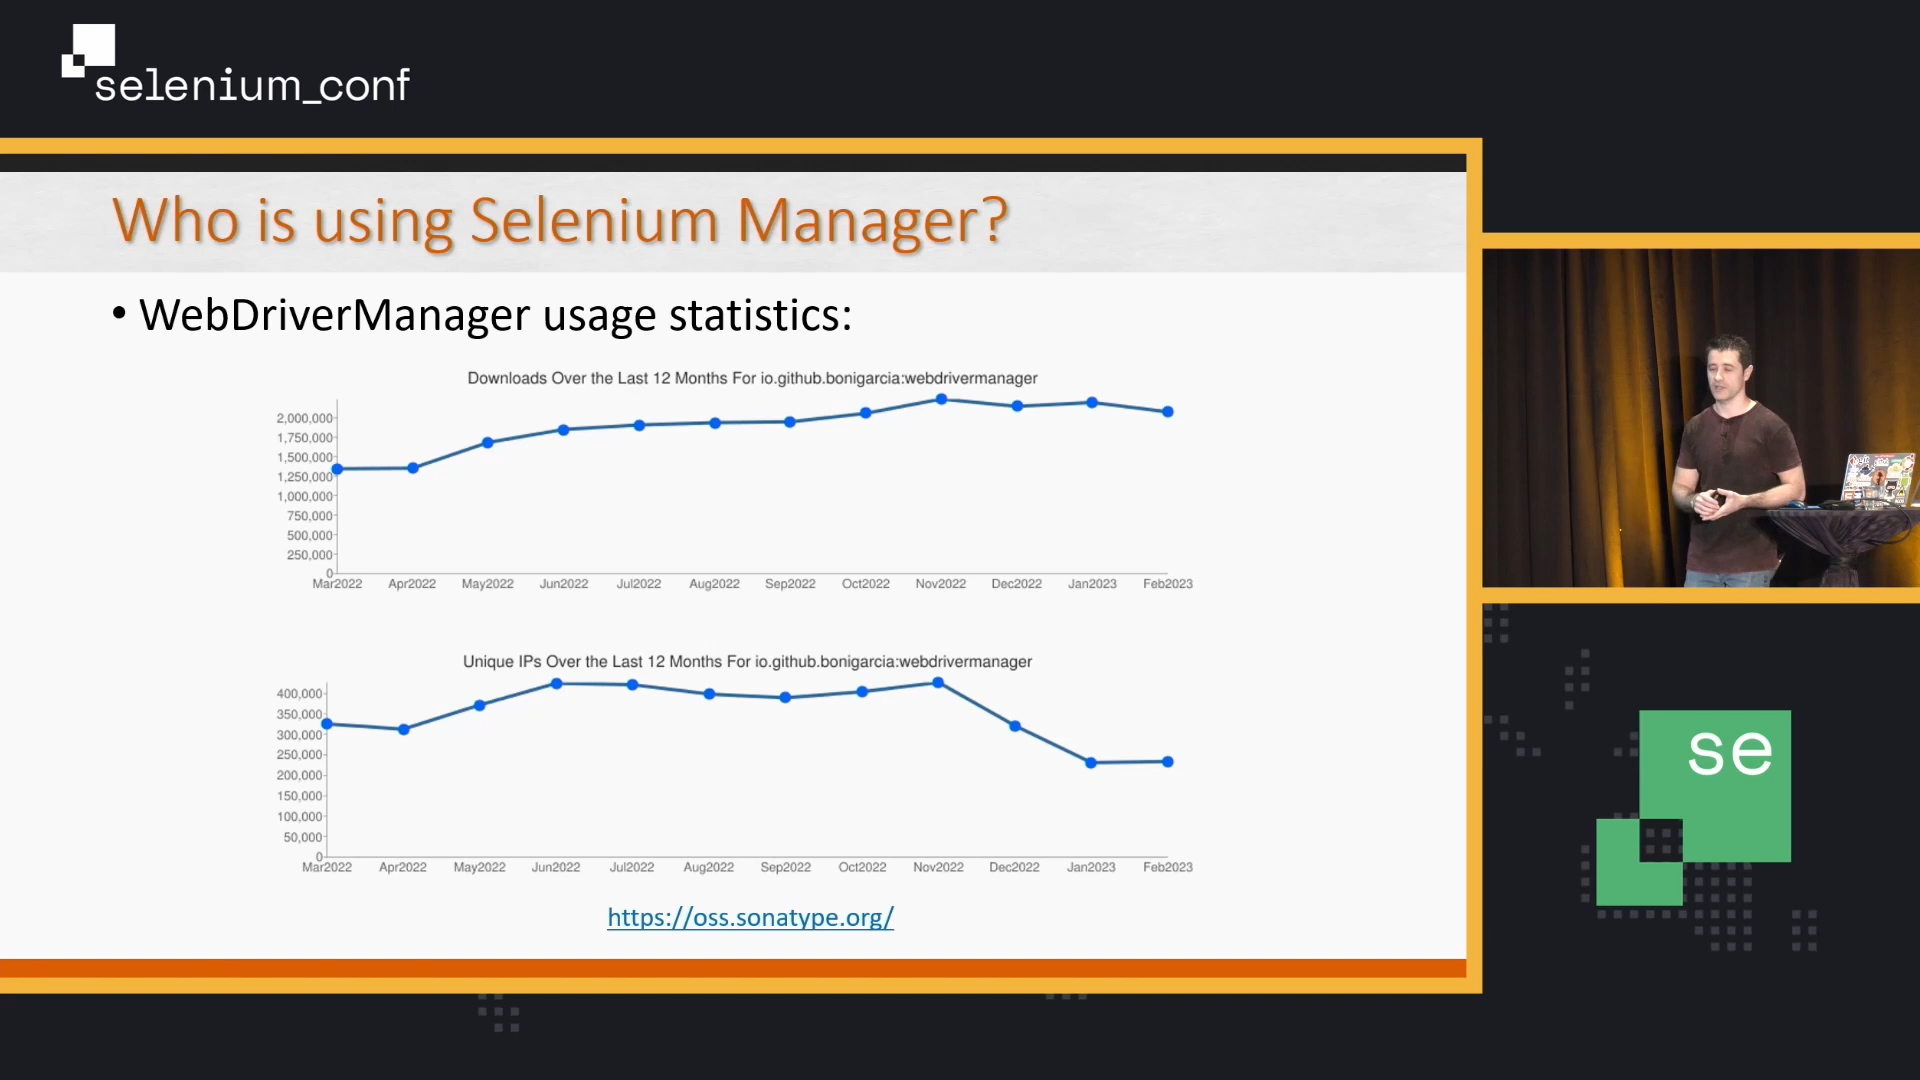 selenium_conf
Who is using Selenium Manager?
• WebDriverManager usage statistics:
Downloads Over the Last 12 Months For io.github.bonigarcia:webdrivermanager
2,000,000
1,750,000
1,500,000
1,250,000
1,000,000
750,000
500,000
250,000
0
Mar2022 Apr2022 May2022 Jun2022 Jul2022 Aug2022 Sep2022 Oct2022 Nov2022 Dec2022 Jan2023 Feb2023
Unique IPs Over the Last 12 Months For io.github.bonigarcia:webdrivermanager
400,000
350,000
300,000
250,000
200,000
150,000
100,000
50,000
0
Mar2022 Apr2022 May2022 Jun2022 Jul2022 Aug2022 Sep2022 Oct2022 Nov2022 Dec2022 Jan2023 Feb2023
https://oss.sonatype.org/
se